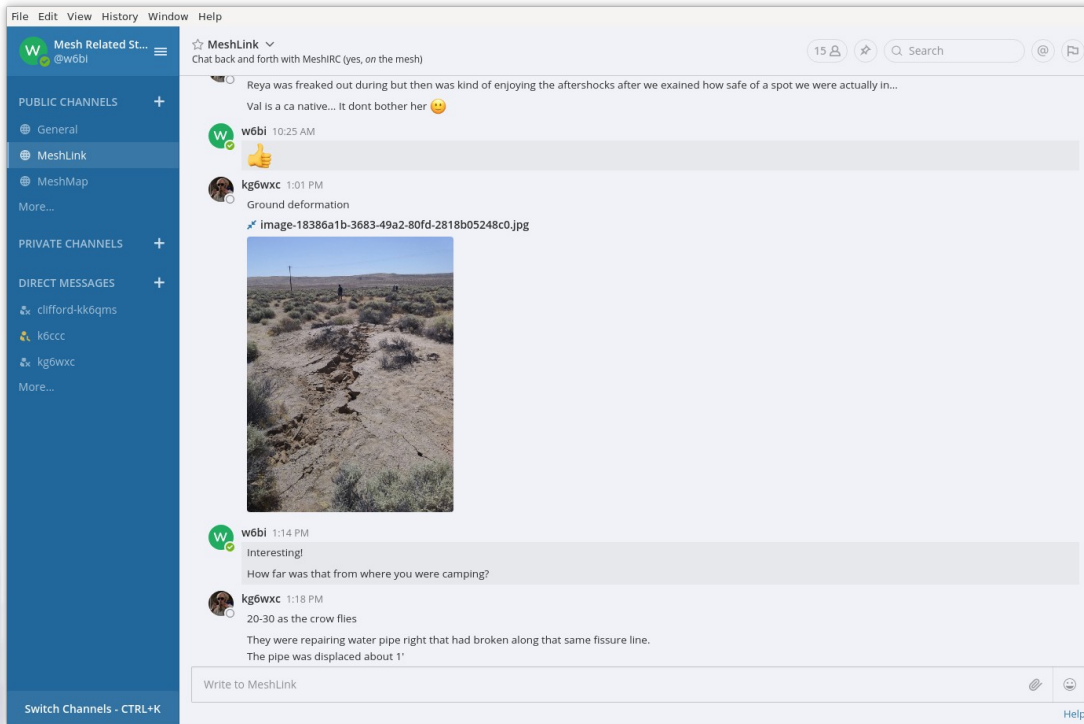 File Edit View History Window Help
W
Mesh Related St...
@w6bi
PUBLIC CHANNELS +
General
MeshLink
MeshMap
More...
PRIVATE CHANNELS +
DIRECT MESSAGES +
clifford-kk6qms
k6ccc
kg6wxc
More...
Switch Channels - CTRL+K
MeshLink
Chat back and forth with MeshIRC (yes, on the mesh)
15
Search
@
Reya was freaked out during but then was kind of enjoying the aftershocks after we exained how safe of a spot we were actually in...
Val is a ca native... It dont bother her
W
w6bi 10:25 AM
kg6wxc 1:01 PM
Ground deformation
image-18386a1b-3683-49a2-80fd-2818b05248c0.jpg
W
w6bi 1:14 PM
Interesting!
How far was that from where you were camping?
kg6wxc 1:18 PM
20-30 as the crow flies
They were repairing water pipe right that had broken along that same fissure line.
The pipe was displaced about 1'
Write to MeshLink
Help